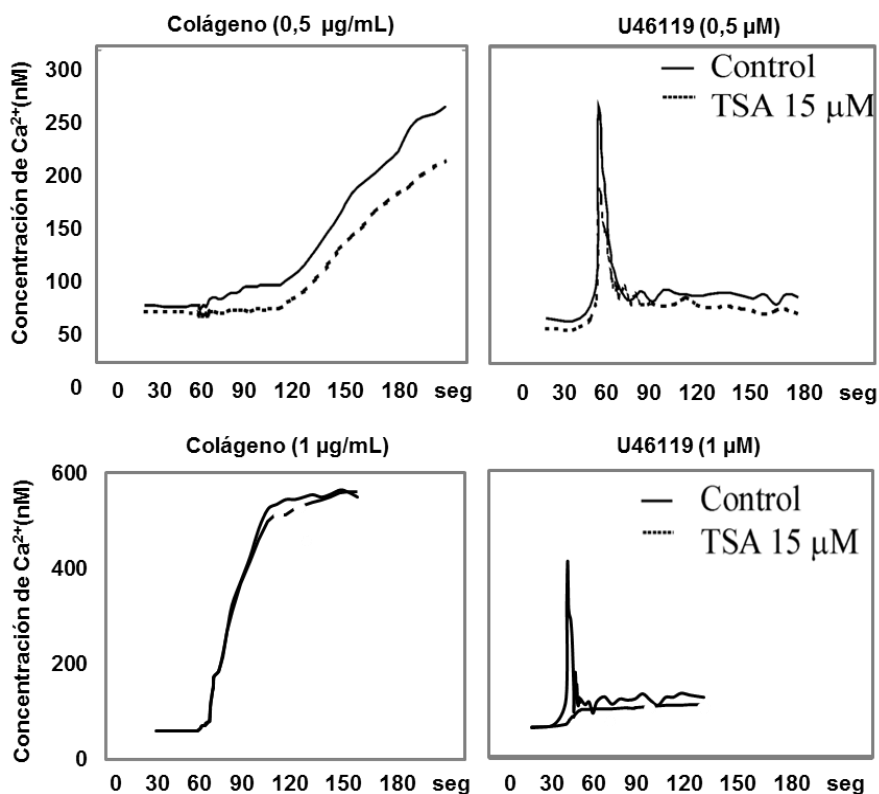 Colágeno (0,5 µg/mL)
U46119 (0,5 µM)
Concentración de Ca²⁺(nM)
300
250
200
150
100
50
0
Control
TSA 15 µM
0 30 60 90 120 150 180 seg
0 30 60 90 120 150 180 seg
Colágeno (1 µg/mL)
U46119 (1 µM)
Concentración de Ca²⁺(nM)
600
400
200
0
Control
TSA 15 µM
0 30 60 90 120 150 180 seg
0 30 60 90 120 150 180 seg